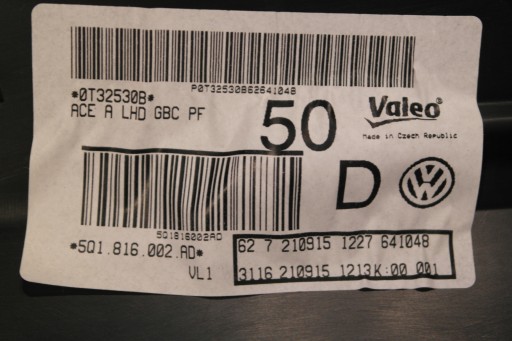 P0T32530B62641048
*0T32530B*
ACE A LHD GBC PF
50
Valeo
Made in Czech Republic
D
5Q1816002AD
*5Q1.816.002.AD*
VL1
62 7 210915 1227 641048
3116 210915 1213K:00 001